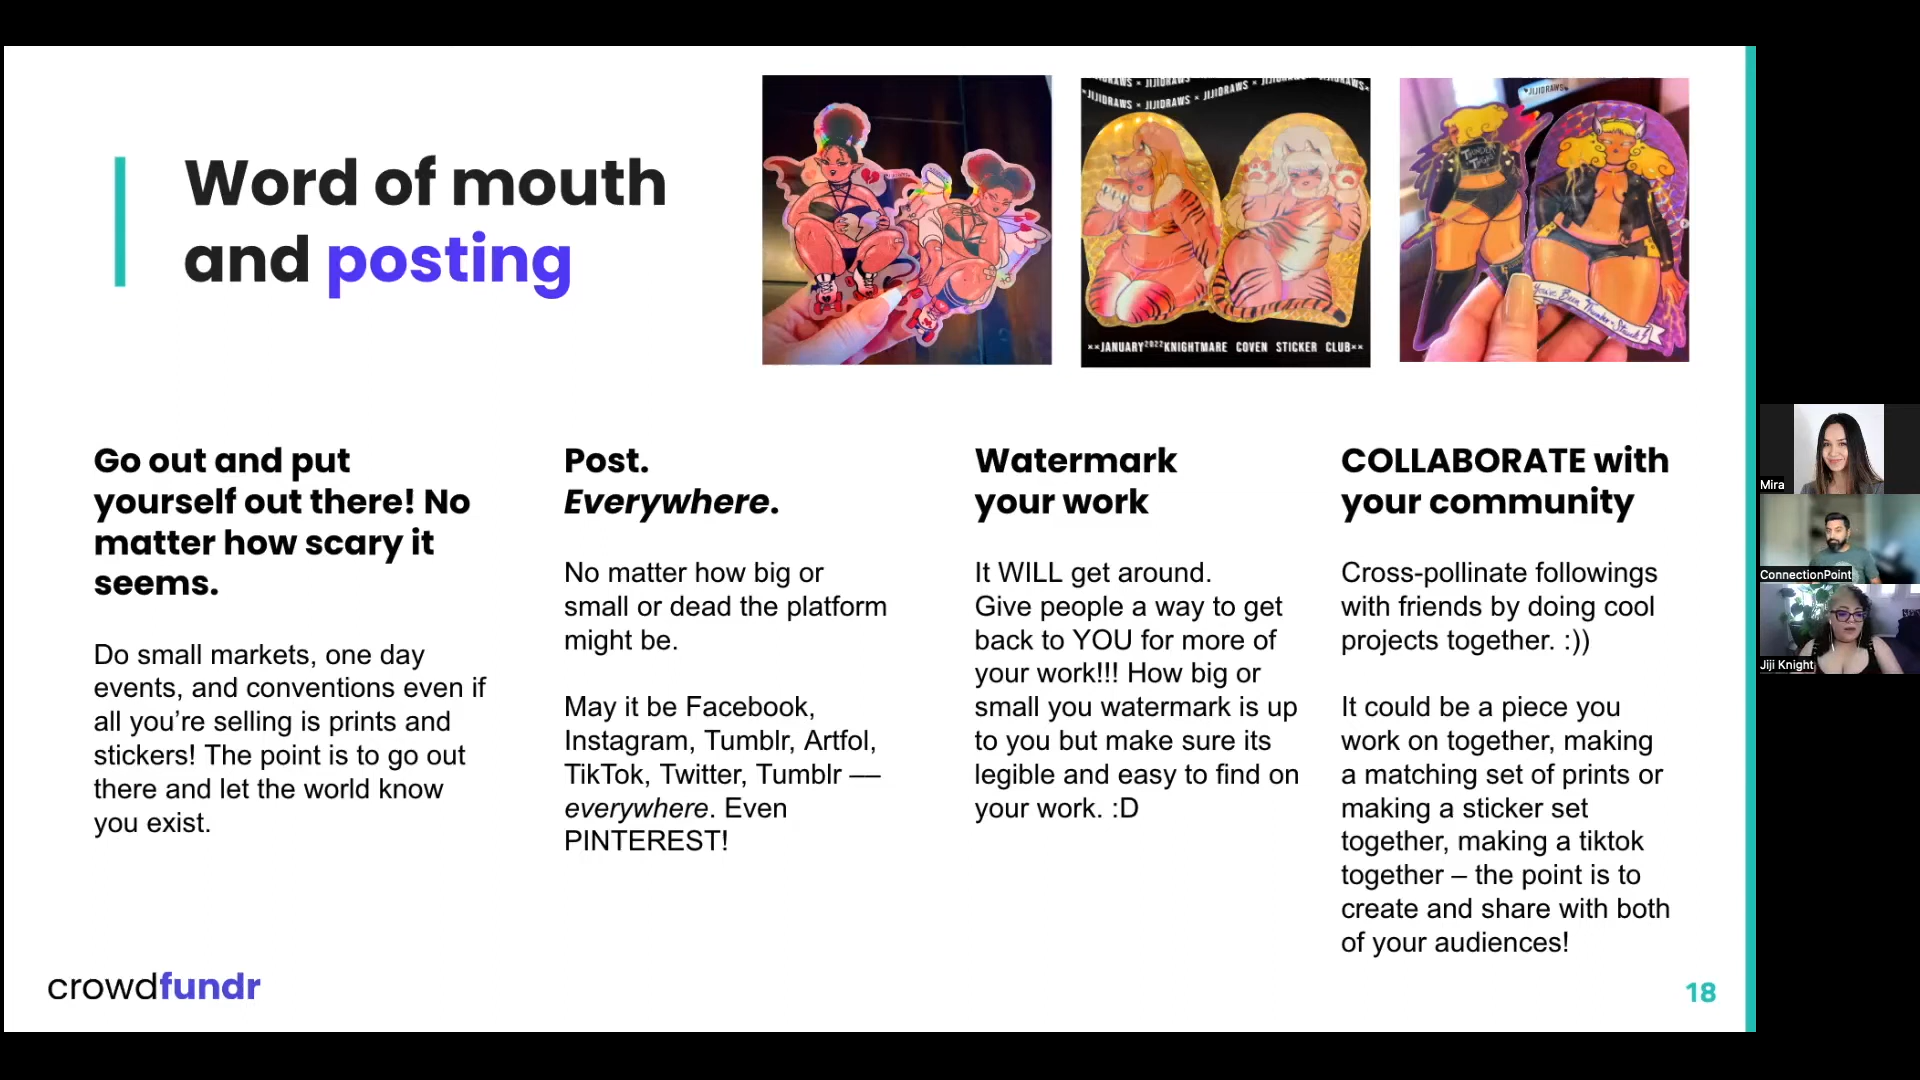 Word of mouth
and posting
JIJIDRAWS × JIJIDRAWS × JIJIDRAWS
××JANUARY2022KNIGHTMARE COVEN STICKER CLUB××
JIJIDRAWS
You've Been Thunder-Struck!
Go out and put
yourself out there! No
matter how scary it
seems.
Do small markets, one day
events, and conventions even if
all you’re selling is prints and
stickers! The point is to go out
there and let the world know
you exist.
Post.
Everywhere.
No matter how big or
small or dead the platform
might be.
May it be Facebook,
Instagram, Tumblr, Artfol,
TikTok, Twitter, Tumblr —
everywhere. Even
PINTEREST!
Watermark
your work
It WILL get around.
Give people a way to get
back to YOU for more of
your work!!! How big or
small you watermark is up
to you but make sure its
legible and easy to find on
your work. :D
COLLABORATE with
your community
Cross-pollinate followings
with friends by doing cool
projects together. :))
It could be a piece you
work on together, making
a matching set of prints or
making a sticker set
together, making a tiktok
together – the point is to
create and share with both
of your audiences!
crowdfundr
18
Mira
ConnectionPoint
Jiji Knight